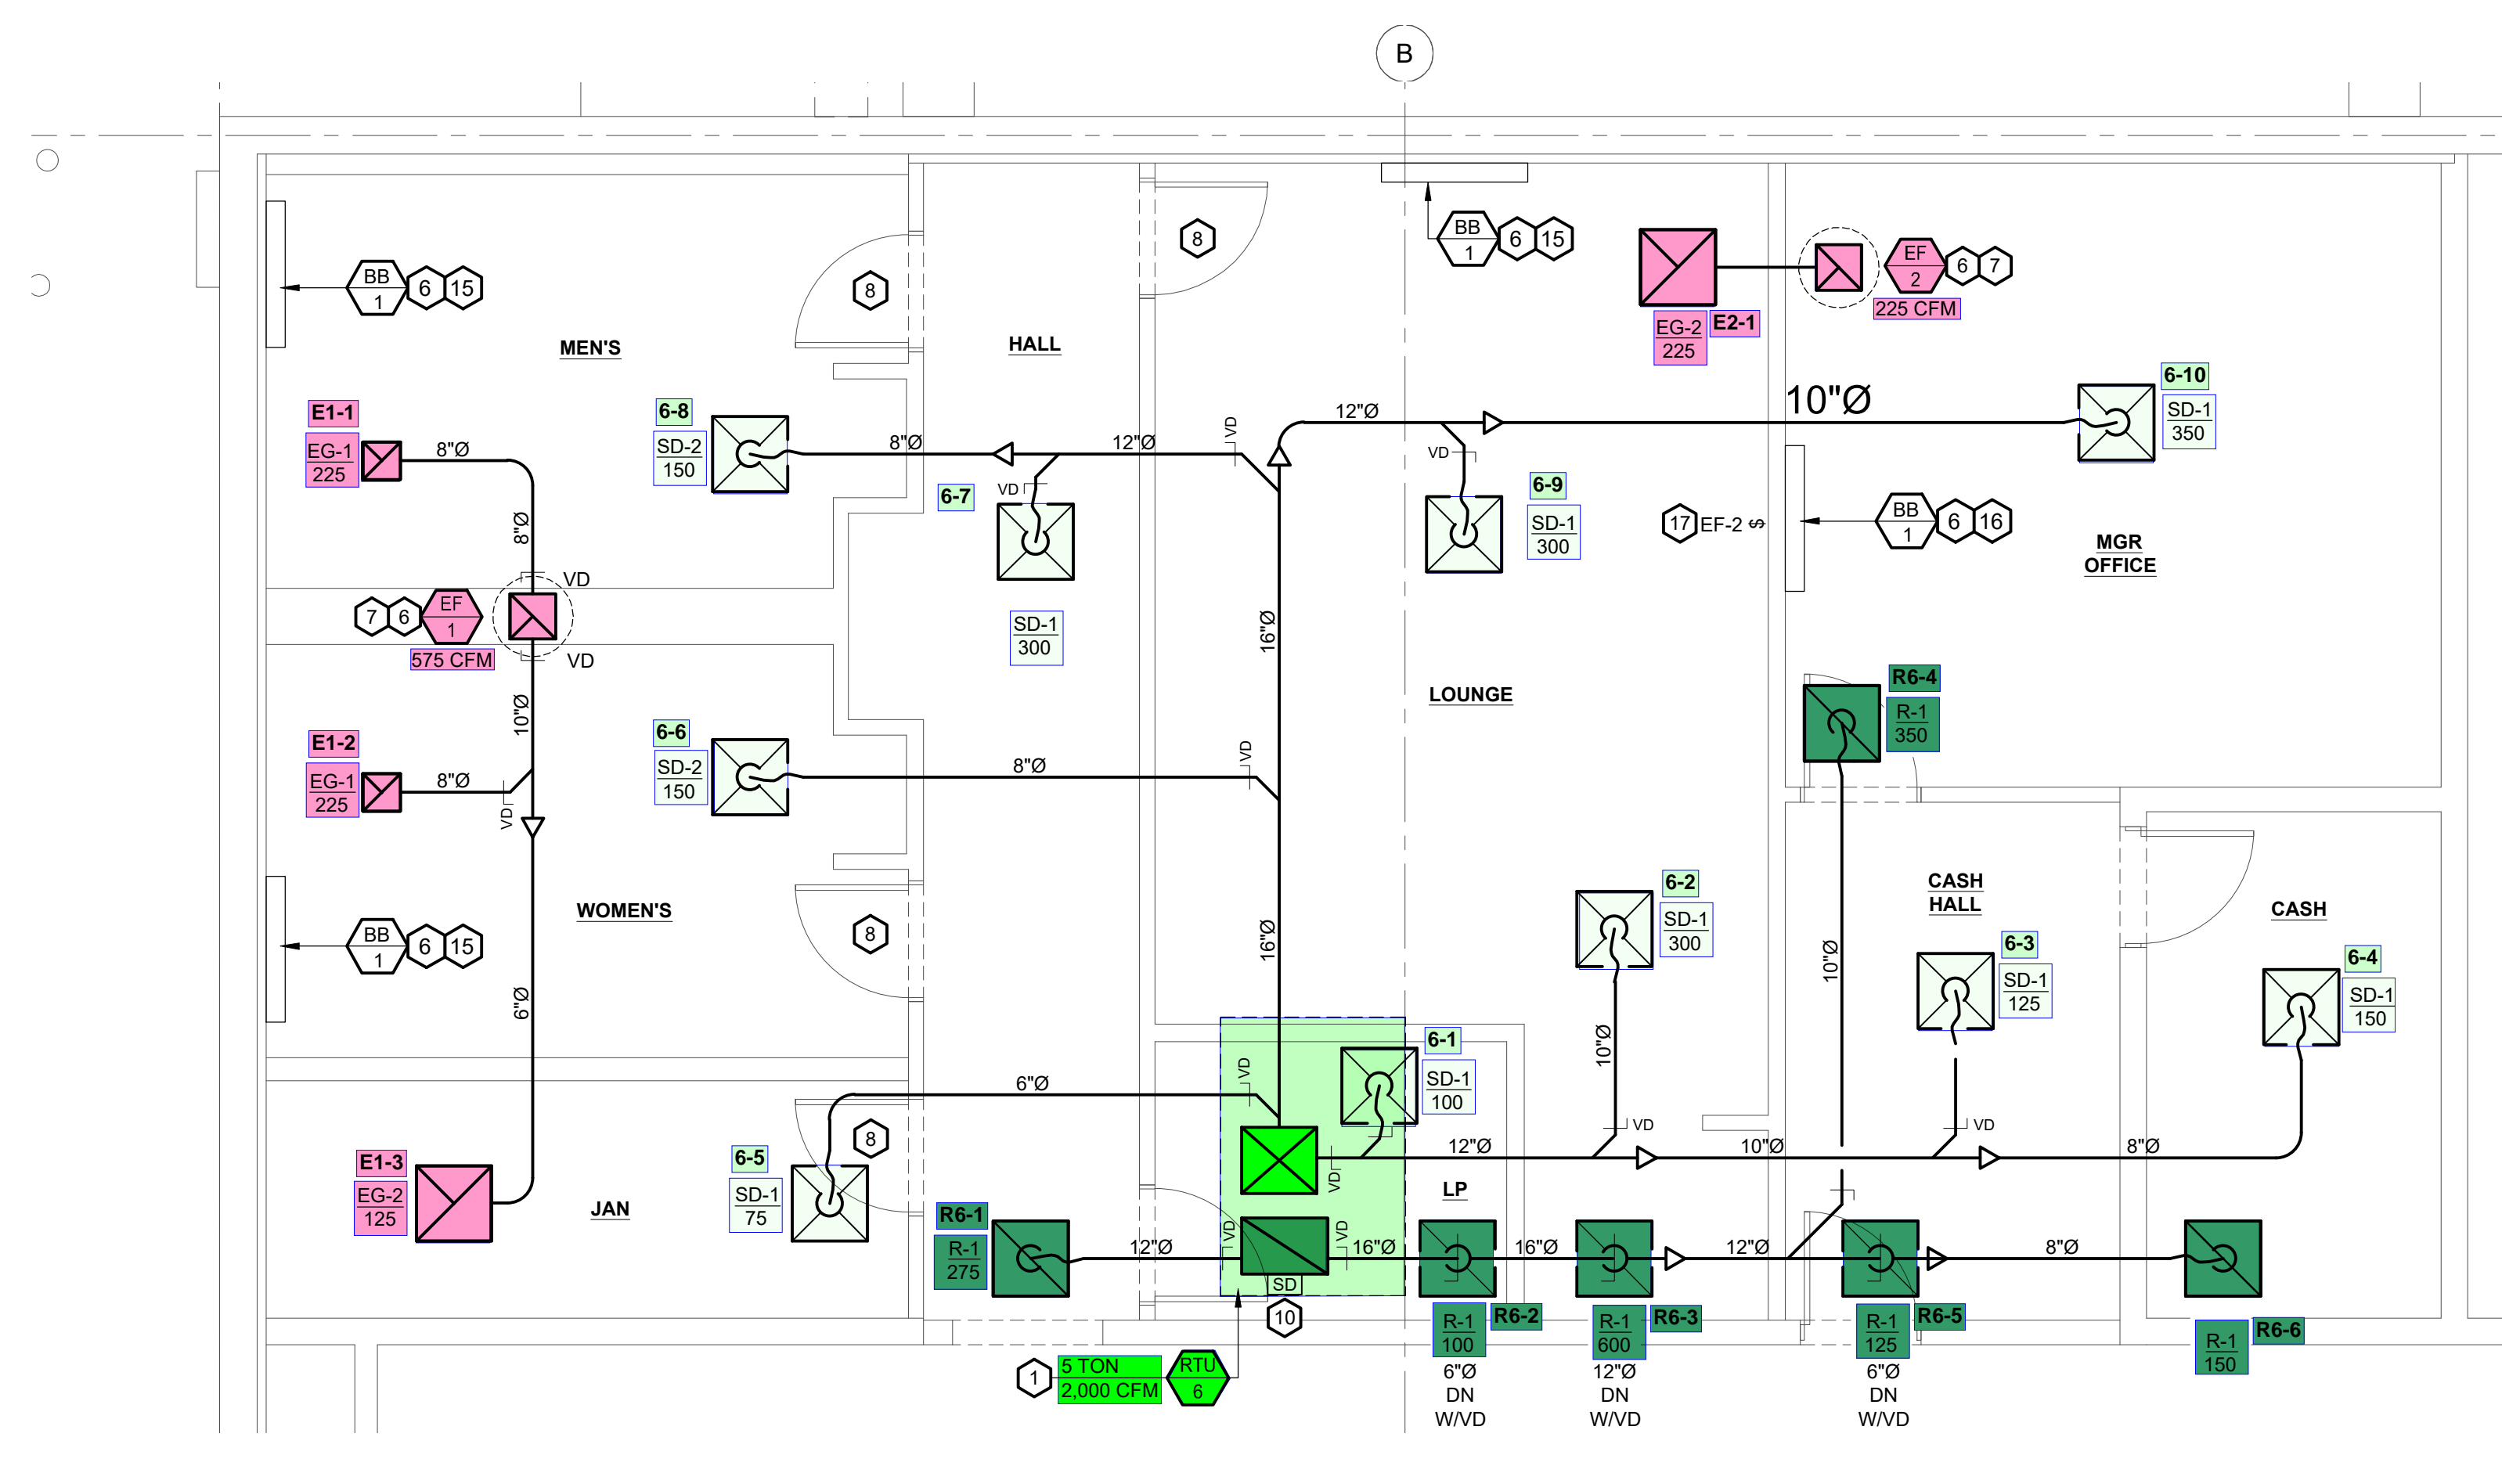 B
8
BB
1
6
15
EF
2
6
7
225 CFM
EG-2
225
E2-1
BB
1
6
15
8
MEN'S
HALL
6-10
SD-1
350
10"Ø
E1-1
EG-1
225
8"Ø
6-8
SD-2
150
8"Ø
12"Ø
VD
12"Ø
VD
6-7
VD
6-9
SD-1
300
17
EF-2 $
BB
1
6
16
MGR
OFFICE
8"Ø
VD
7
6
EF
1
575 CFM
VD
SD-1
300
16"Ø
LOUNGE
R6-4
R-1
350
10"Ø
E1-2
EG-1
225
8"Ø
VD
6-6
SD-2
150
8"Ø
VD
WOMEN'S
BB
1
6
15
8
16"Ø
6-2
SD-1
300
CASH
HALL
CASH
10"Ø
6-3
SD-1
125
6-4
SD-1
150
6"Ø
10"Ø
6-1
SD-1
100
VD
6"Ø
8
VD
12"Ø
VD
10"Ø
VD
8"Ø
E1-3
EG-2
125
JAN
6-5
SD-1
75
LP
R6-1
R-1
275
12"Ø
VD
VD
16"Ø
16"Ø
12"Ø
8"Ø
SD
10
R-1
100
R6-2
6"Ø
DN
W/VD
R-1
600
R6-3
12"Ø
DN
W/VD
R-1
125
R6-5
6"Ø
DN
W/VD
R-1
150
R6-6
1
5 TON
2,000 CFM
RTU
6